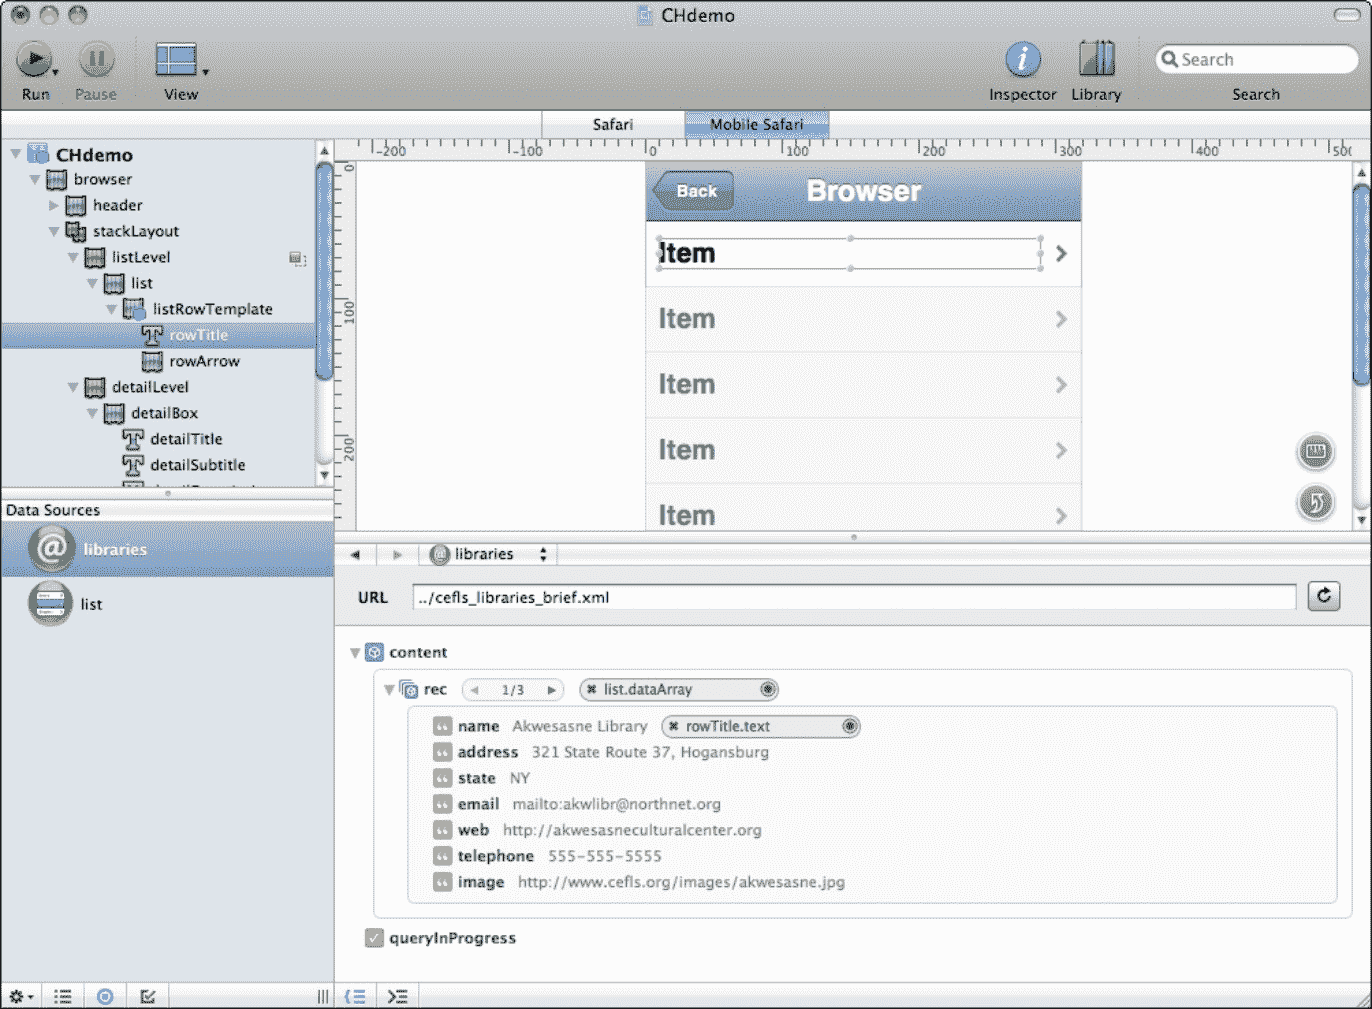 CHdemo
Run
Pause
View
Inspector
Library
Search
Search
Safari
Mobile Safari
CHdemo
browser
header
stackLayout
listLevel
list
listRowTemplate
rowTitle
rowArrow
detailLevel
detailBox
detailTitle
detailSubtitle
-200 -100 0 100 200 300 400 500
0
100
200
Back
Browser
Item
Item
Item
Item
Item
Data Sources
libraries
list
libraries
URL ../cefls_libraries_brief.xml
content
rec 1/3 list.dataArray
name Akwesasne Library rowTitle.text
address 321 State Route 37, Hogansburg
state NY
email mailto:akwlibr@northnet.org
web http://akwesasneculturalcenter.org
telephone 555-555-5555
image http://www.cefls.org/images/akwesasne.jpg
queryInProgress